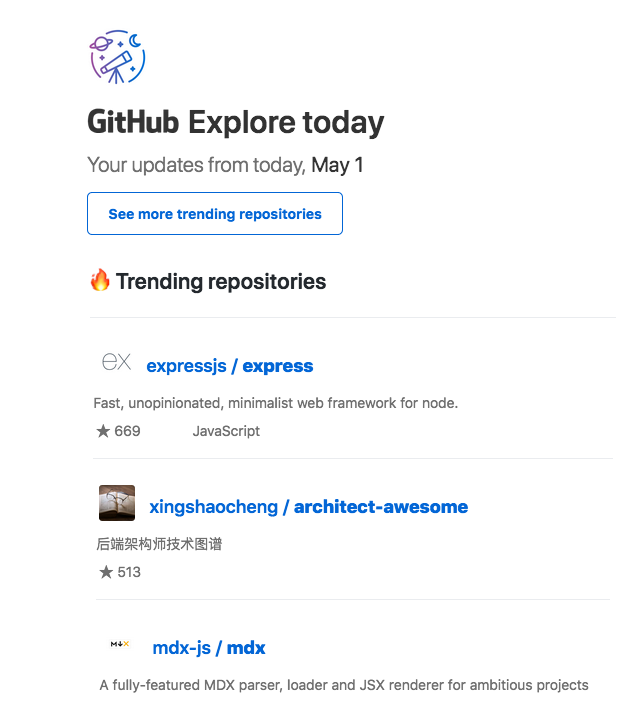 GitHub Explore today
Your updates from today, May 1
See more trending repositories
Trending repositories
ex
expressjs / express
Fast, unopinionated, minimalist web framework for node.
669 JavaScript
xingshaocheng / architect-awesome
后端架构师技术图谱
513
mdx-js / mdx
A fully-featured MDX parser, loader and JSX renderer for ambitious projects